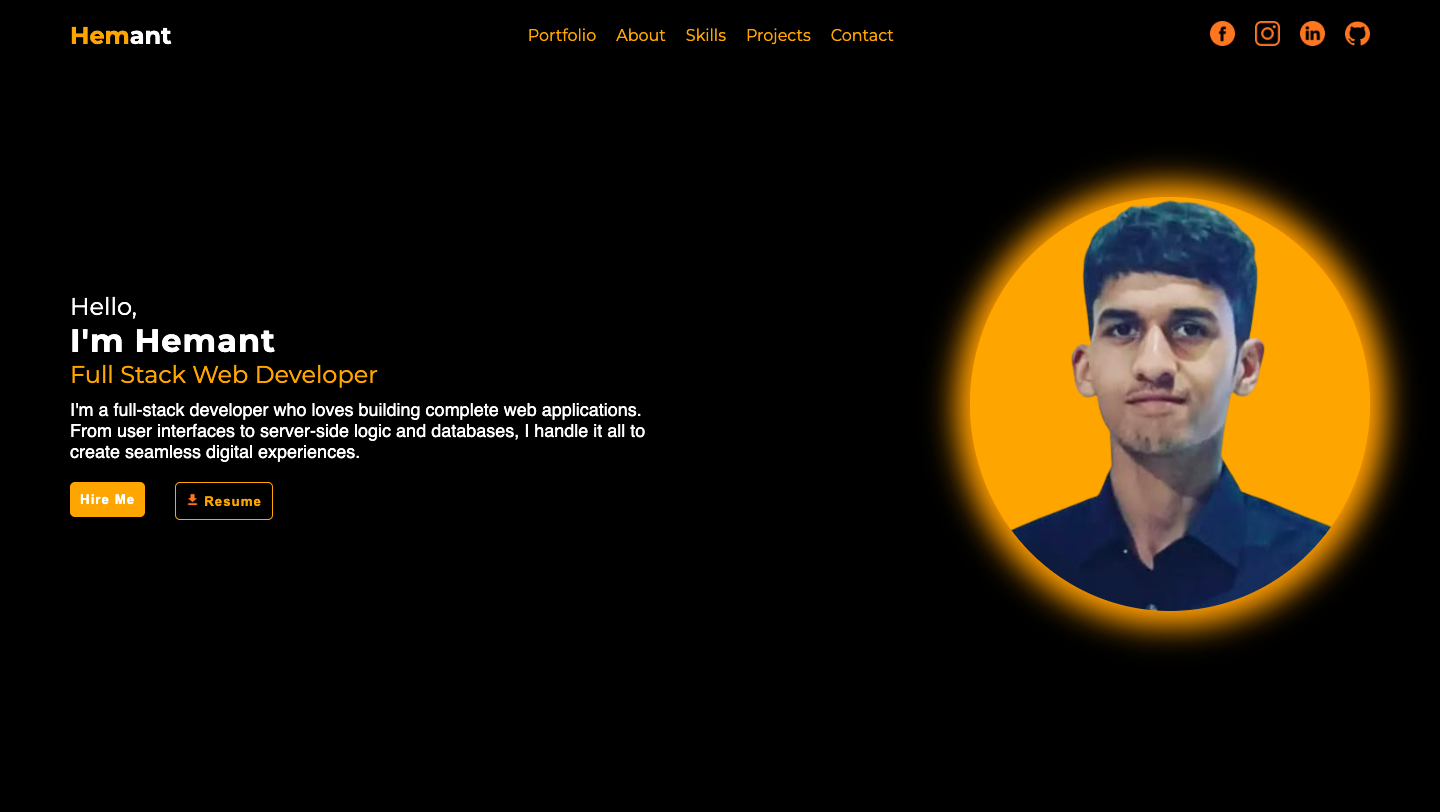 Hemant
Portfolio About Skills Projects Contact
Hello,
I'm Hemant
Full Stack Web Developer
I'm a full-stack developer who loves building complete web applications.
From user interfaces to server-side logic and databases, I handle it all to
create seamless digital experiences.
Hire Me
Resume